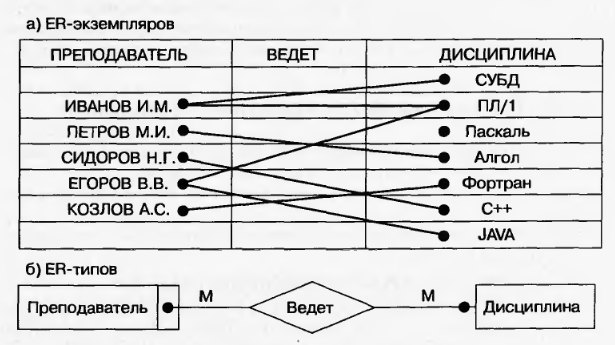 а) ER-экземпляров
ПРЕПОДАВАТЕЛЬ ВЕДЕТ ДИСЦИПЛИНА
СУБД
ИВАНОВ И.М. ПЛ/1
ПЕТРОВ М.И. Паскаль
СИДОРОВ Н.Г. Алгол
ЕГОРОВ В.В. Фортран
КОЗЛОВ А.С. С++
JAVA
б) ER-типов
Преподаватель М Ведет М Дисциплина